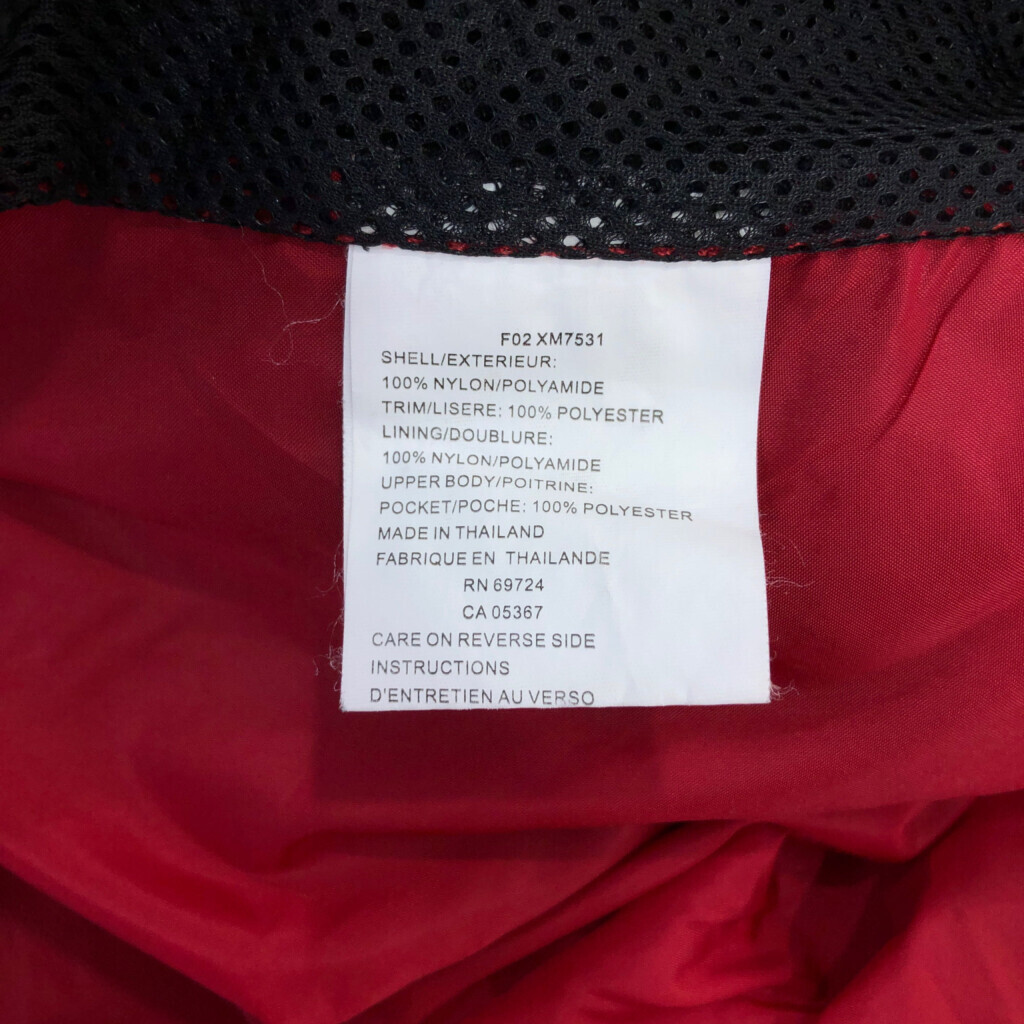 F02 XM7531
SHELL/EXTERIEUR:
100% NYLON/POLYAMIDE
TRIM/LISERE: 100% POLYESTER
LINING/DOUBLURE:
100% NYLON/POLYAMIDE
UPPER BODY/POITRINE:
POCKET/POCHE: 100% POLYESTER
MADE IN THAILAND
FABRIQUE EN THAILANDE
RN 69724
CA 05367
CARE ON REVERSE SIDE
INSTRUCTIONS
D'ENTRETIEN AU VERSO